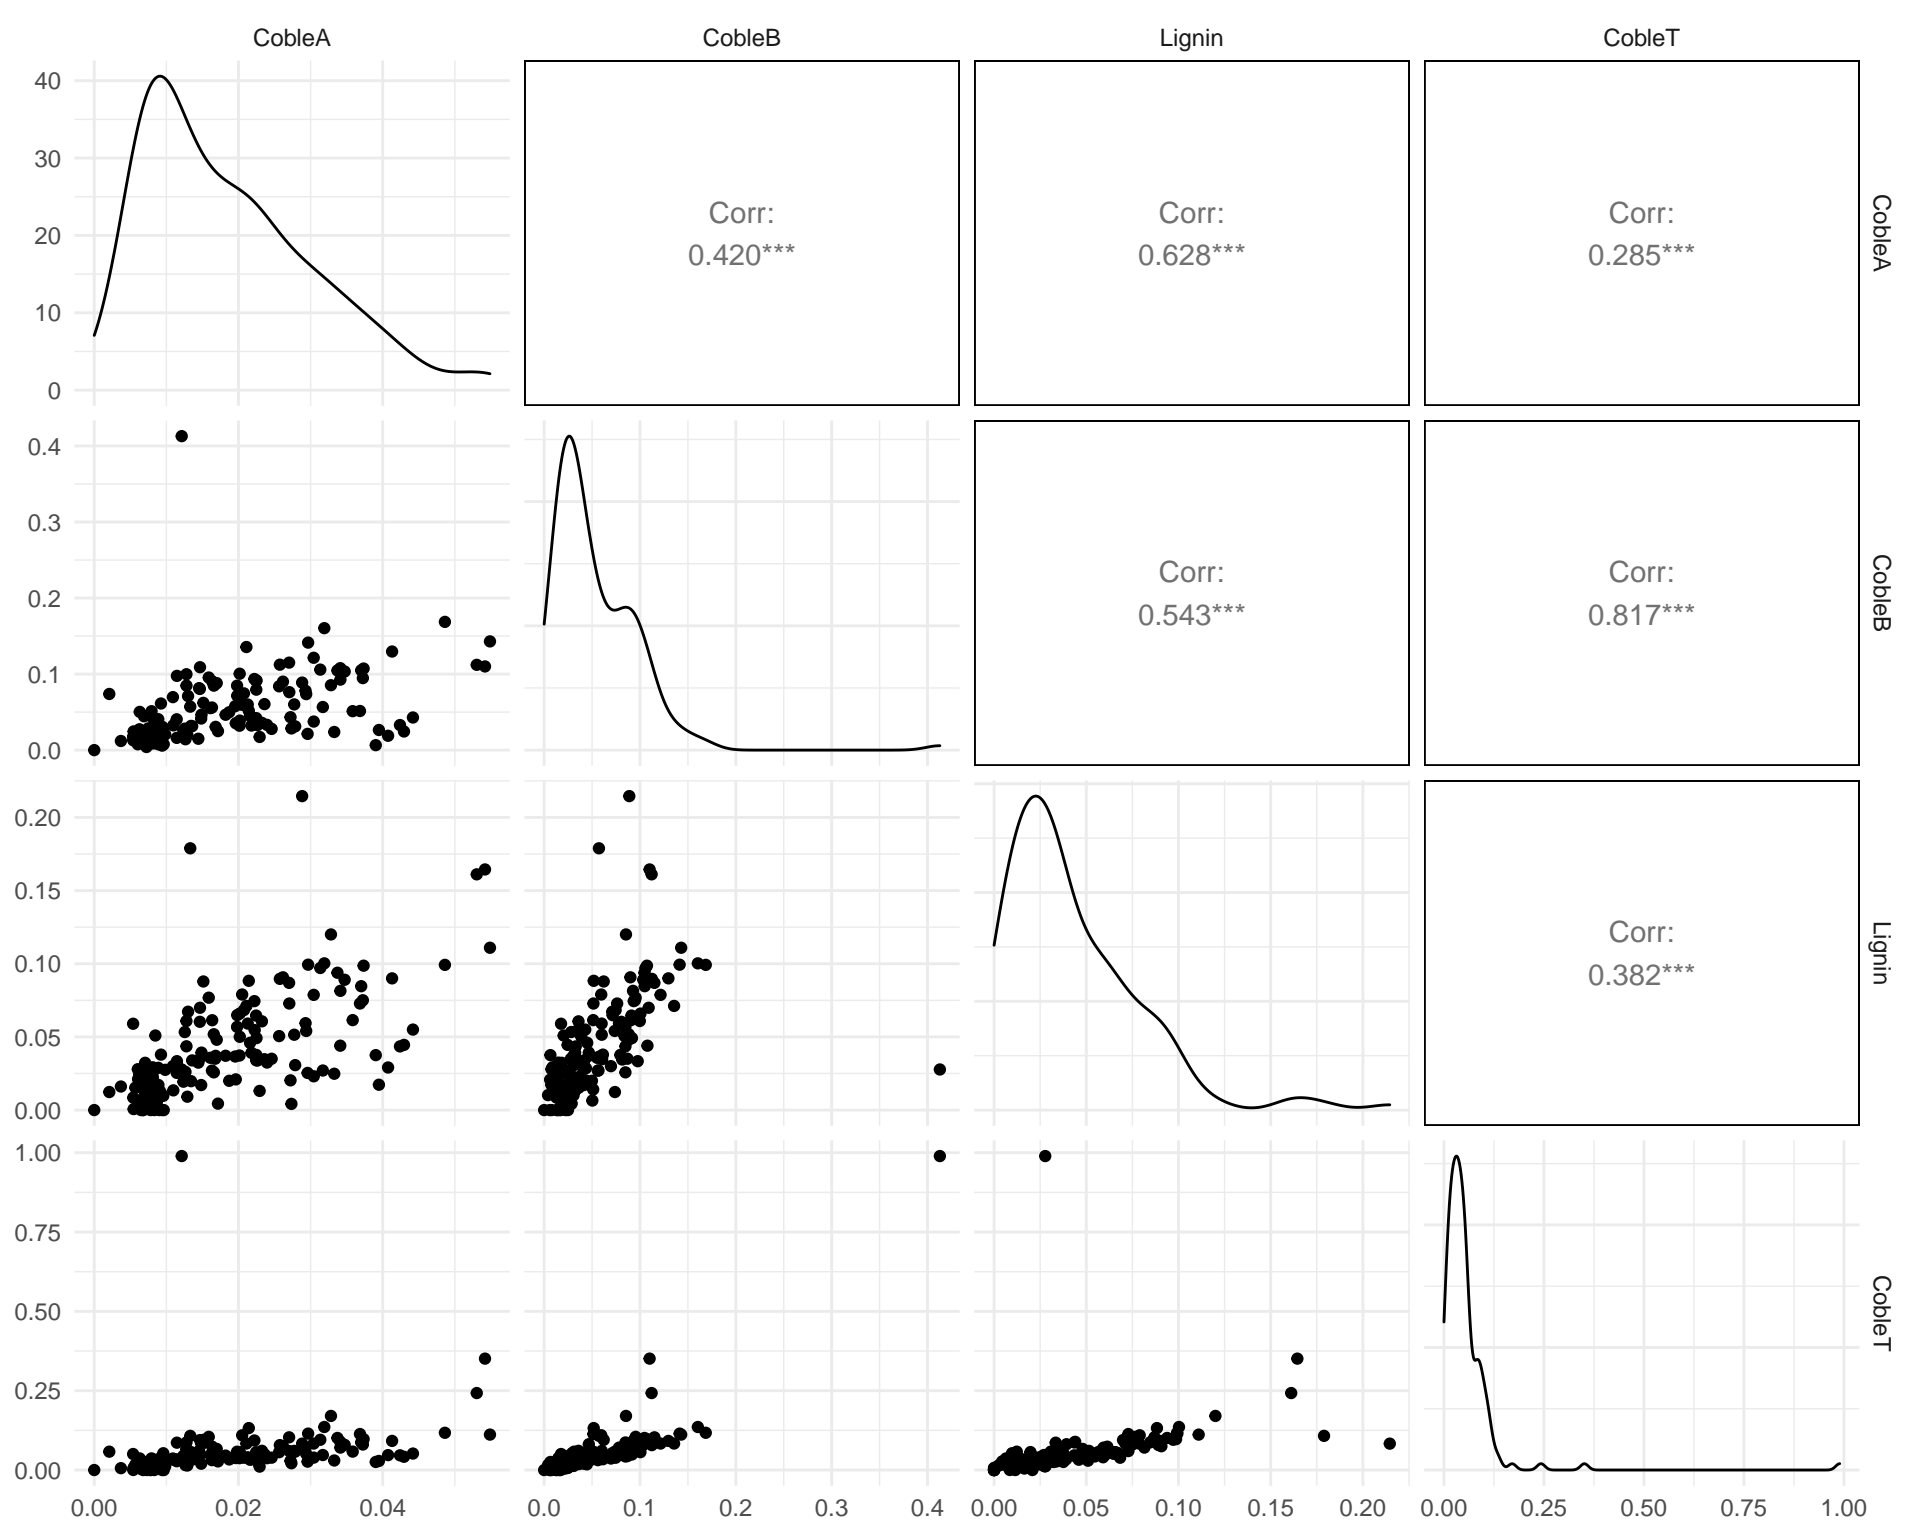 CobleA
CobleB
Lignin
CobleT
40
30
20
10
0
Corr:
0.420***
Corr:
0.628***
Corr:
0.285***
CobleA
0.4
0.3
0.2
0.1
0.0
Corr:
0.543***
Corr:
0.817***
CobleB
0.20
0.15
0.10
0.05
0.00
Corr:
0.382***
Lignin
1.00
0.75
0.50
0.25
0.00
CobleT
0.00 0.02 0.04
0.0 0.1 0.2 0.3 0.4
0.00 0.05 0.10 0.15 0.20
0.00 0.25 0.50 0.75 1.00